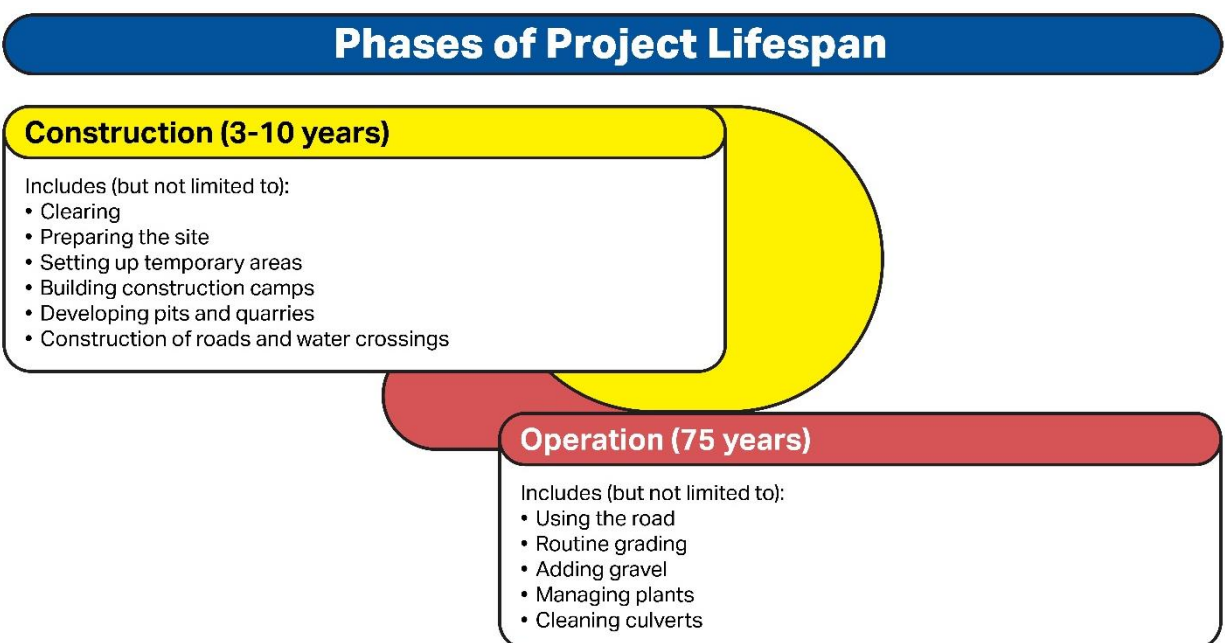 Phases of Project Lifespan
Construction (3-10 years)
Includes (but not limited to):
• Clearing
• Preparing the site
• Setting up temporary areas
• Building construction camps
• Developing pits and quarries
• Construction of roads and water crossings
Operation (75 years)
Includes (but not limited to):
• Using the road
• Routine grading
• Adding gravel
• Managing plants
• Cleaning culverts